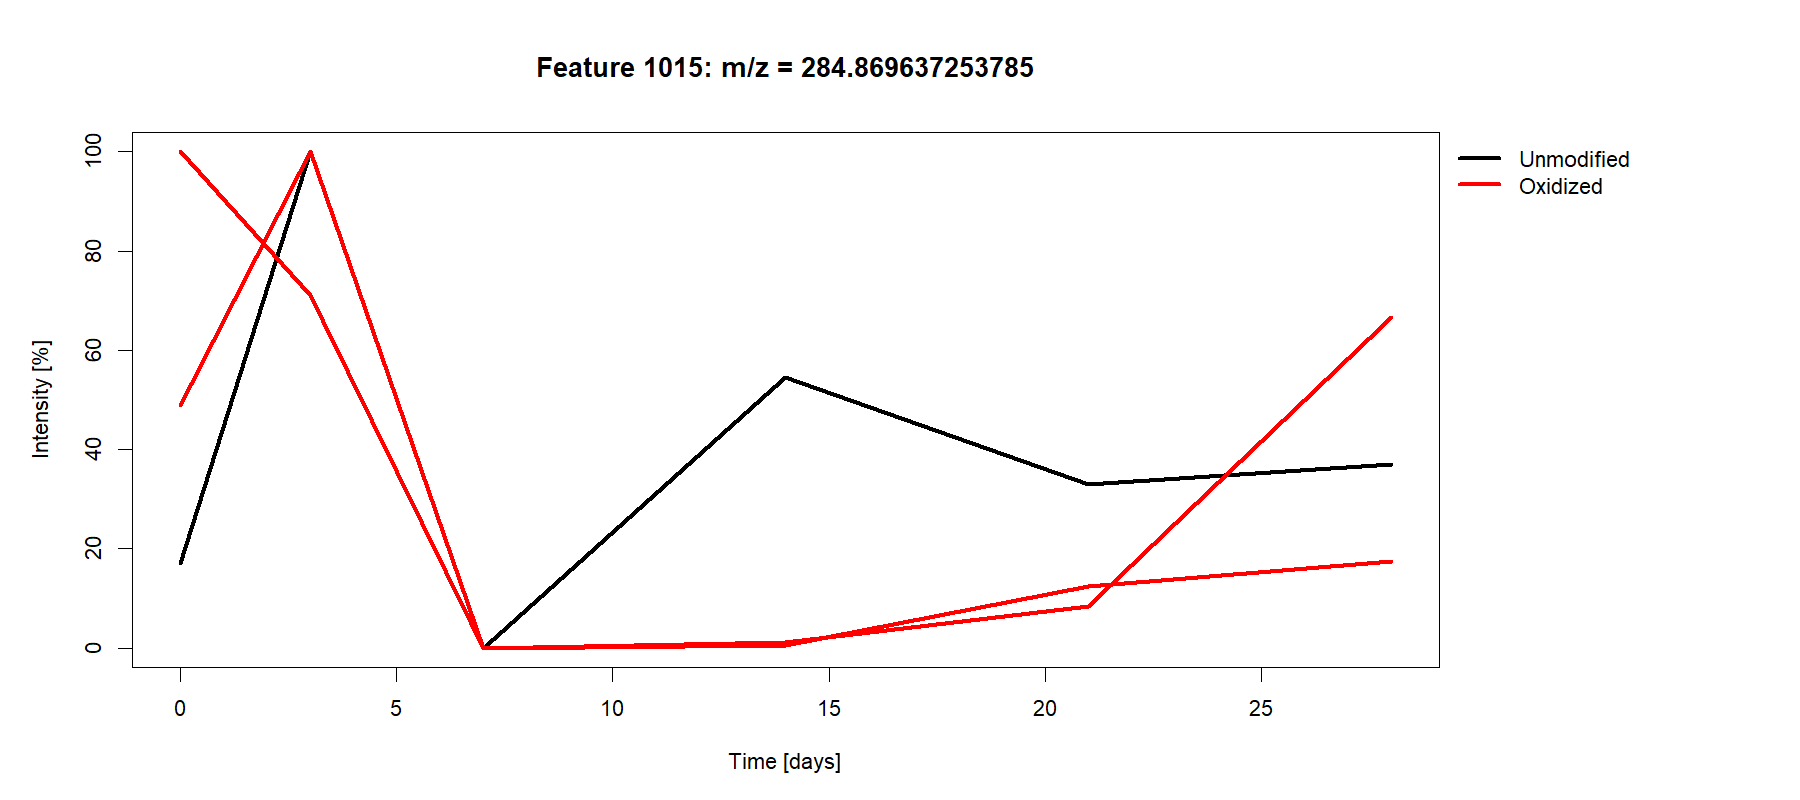 Feature 1015: m/z = 284.869637253785
100
80
60
40
20
0
Intensity [%]
0 5 10 15 20 25
Time [days]
Unmodified
Oxidized